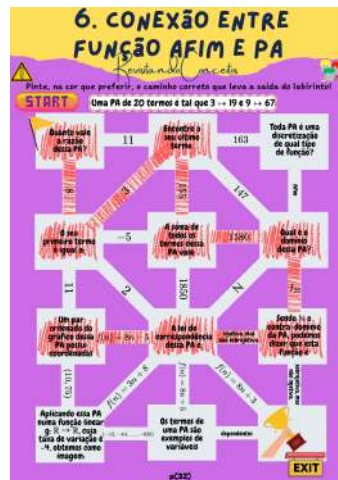 6. CONEXÃO ENTRE
FUNÇÃO AFIM E PA
Revisitando Conceitos
Pinte, na cor que preferir, o caminho correto que leva a saída do labirinto!
START
Uma PA de 20 termos é tal que 3 ↦ 19 e 9 ↦ 67
Quanto vale
a razão
dessa PA?
11
Encontre o
seu último
termo
163
Toda PA é uma
discretização
de qual tipo
de função?
8
3
155
147
O seu
primeiro termo
é igual a:
-5
A soma de
todos os
termos dessa
PA vale
1580
Qual é o
domínio
dessa PA?
11
2
1850
N
Um par
ordenado do
gráfico dessa
PA possui
coordenadas
A lei de
correspondência
dessa PA é:
Sendo N o
contra-domínio
da PA, podemos
dizer que esta
função é
(10, 75)
f(n) = 3n + 8
f(n) = 8n + 3
Aplicando essa PA
numa função linear
g: R → R, cuja
taxa de variação é
-4, obtemos como
imagem:
Os termos de
uma PA são
exemplos de
variáveis
dependentes
EXIT